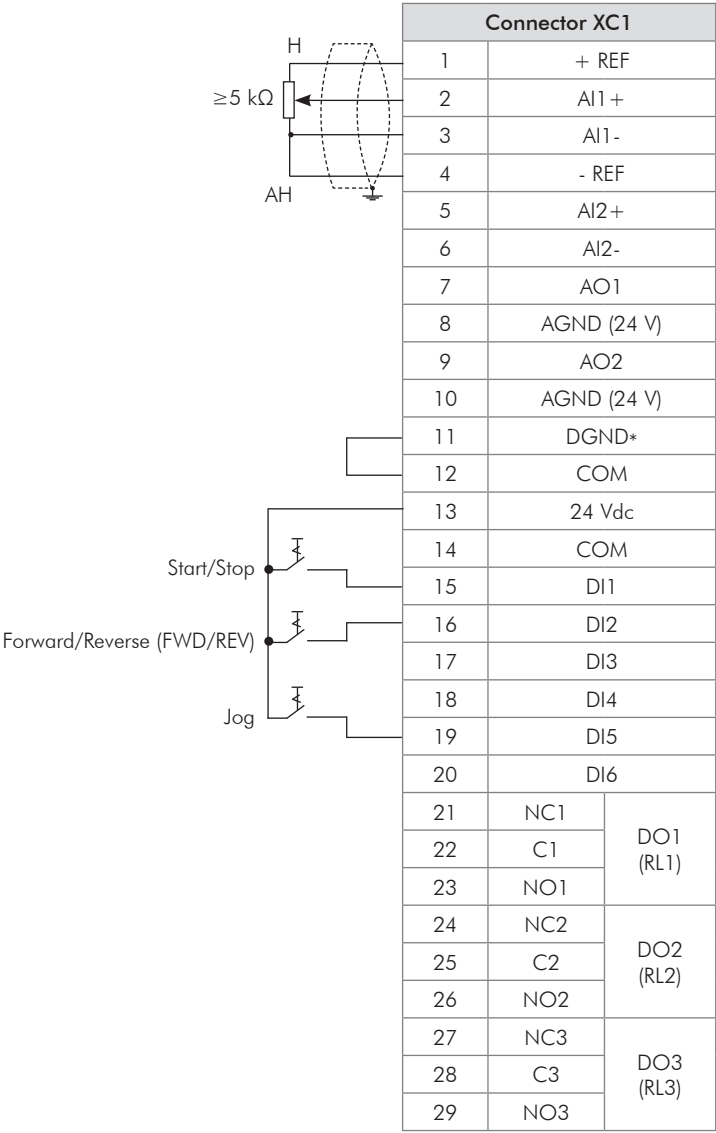 Connector XC1
H
≥5 kΩ
AH
1 + REF
2 AI1+
3 AI1-
4 - REF
5 AI2+
6 AI2-
7 AO1
8 AGND (24 V)
9 AO2
10 AGND (24 V)
11 DGND*
12 COM
13 24 Vdc
14 COM
Start/Stop
15 DI1
16 DI2
Forward/Reverse (FWD/REV)
17 DI3
18 DI4
Jog
19 DI5
20 DI6
21 NC1
22 C1
23 NO1
DO1
(RL1)
24 NC2
25 C2
26 NO2
DO2
(RL2)
27 NC3
28 C3
29 NO3
DO3
(RL3)